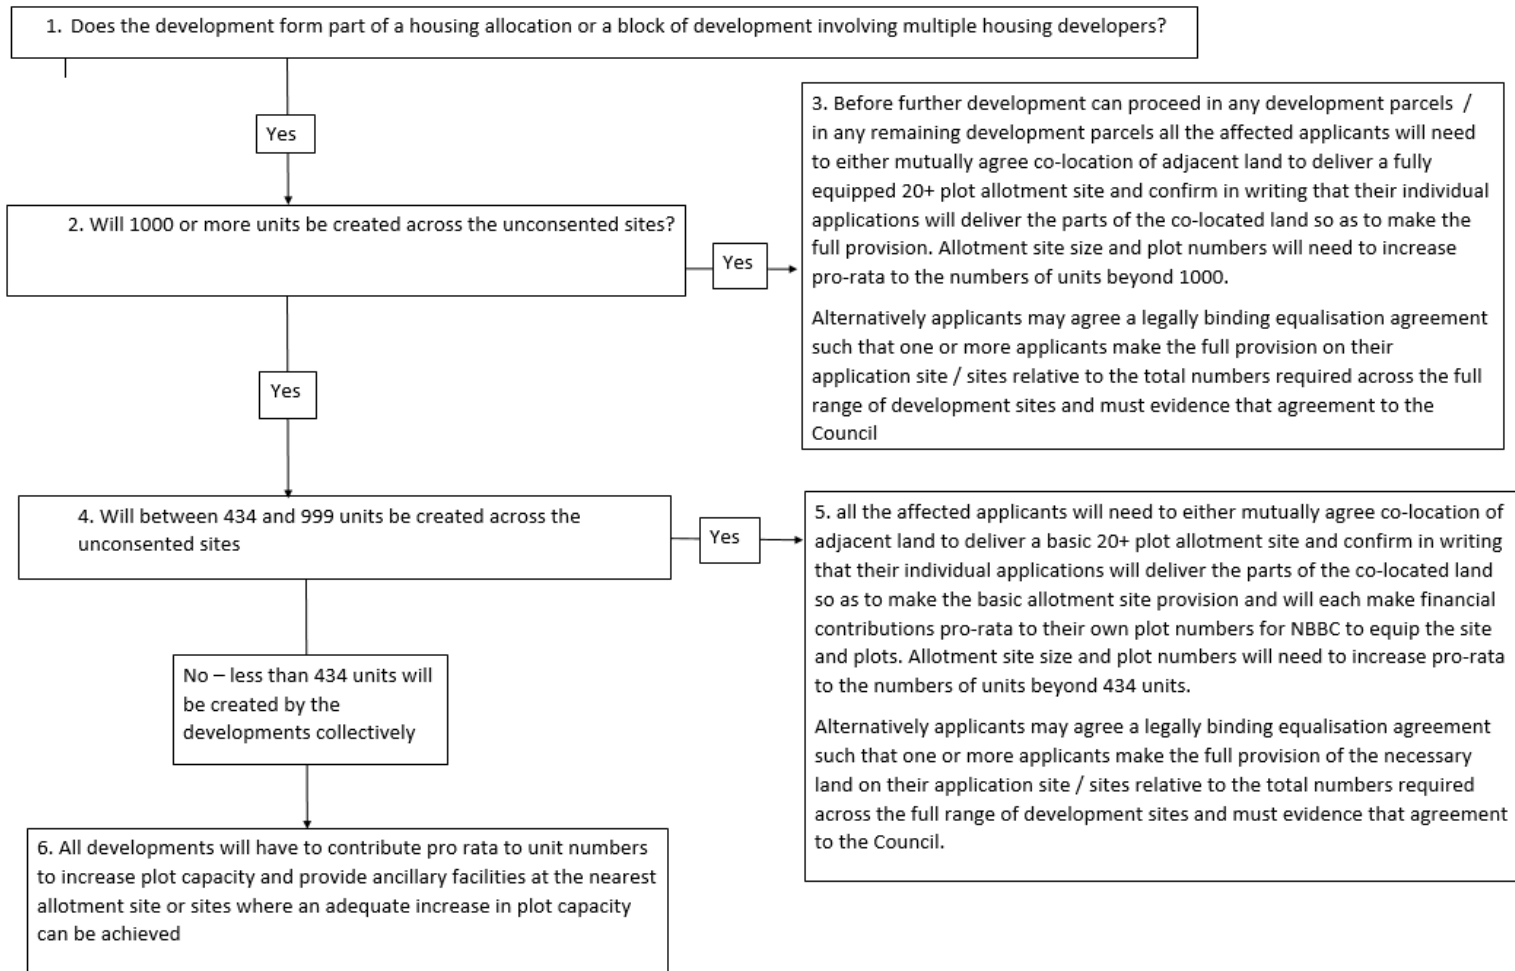 1. Does the development form part of a housing allocation or a block of development involving multiple housing developers?
Yes
2. Will 1000 or more units be created across the unconsented sites?
Yes
3. Before further development can proceed in any development parcels /
in any remaining development parcels all the affected applicants will need
to either mutually agree co-location of adjacent land to deliver a fully
equipped 20+ plot allotment site and confirm in writing that their individual
applications will deliver the parts of the co-located land so as to make the
full provision. Allotment site size and plot numbers will need to increase
pro-rata to the numbers of units beyond 1000.
Alternatively applicants may agree a legally binding equalisation agreement
such that one or more applicants make the full provision on their
application site / sites relative to the total numbers required across the full
range of development sites and must evidence that agreement to the
Council
Yes
4. Will between 434 and 999 units be created across the
unconsented sites
Yes
5. all the affected applicants will need to either mutually agree co-location of
adjacent land to deliver a basic 20+ plot allotment site and confirm in writing
that their individual applications will deliver the parts of the co-located land
so as to make the basic allotment site provision and will each make financial
contributions pro-rata to their own plot numbers for NBBC to equip the site
and plots. Allotment site size and plot numbers will need to increase pro-rata
to the numbers of units beyond 434 units.
Alternatively applicants may agree a legally binding equalisation agreement
such that one or more applicants make the full provision of the necessary
land on their application site / sites relative to the total numbers required
across the full range of development sites and must evidence that agreement
to the Council.
No – less than 434 units will
be created by the
developments collectively
6. All developments will have to contribute pro rata to unit numbers
to increase plot capacity and provide ancillary facilities at the nearest
allotment site or sites where an adequate increase in plot capacity
can be achieved